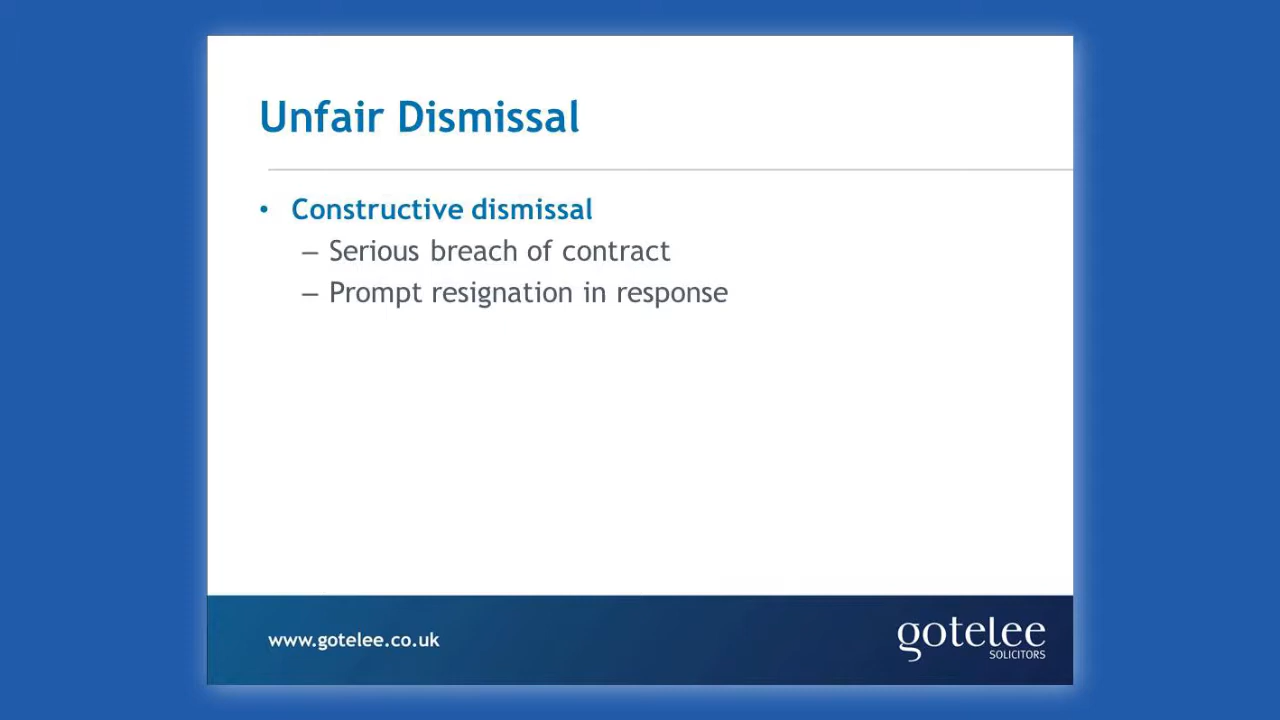 Unfair Dismissal
• Constructive dismissal
– Serious breach of contract
– Prompt resignation in response
www.gotelee.co.uk
gotelee
SOLICITORS